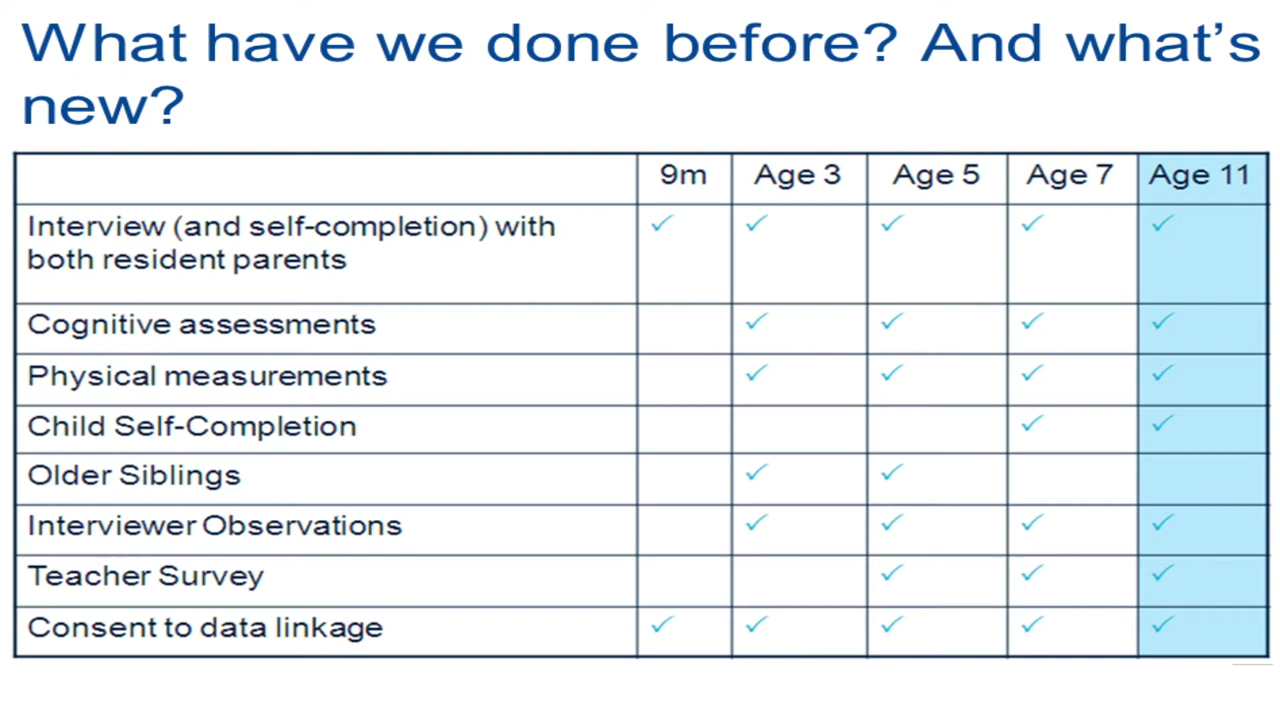 What have we done before? And what’s
new?
9m Age 3 Age 5 Age 7 Age 11
Interview (and self-completion) with
both resident parents ✓ ✓ ✓ ✓ ✓
Cognitive assessments ✓ ✓ ✓ ✓
Physical measurements ✓ ✓ ✓ ✓
Child Self-Completion ✓ ✓
Older Siblings ✓ ✓
Interviewer Observations ✓ ✓ ✓ ✓
Teacher Survey ✓ ✓ ✓
Consent to data linkage ✓ ✓ ✓ ✓ ✓